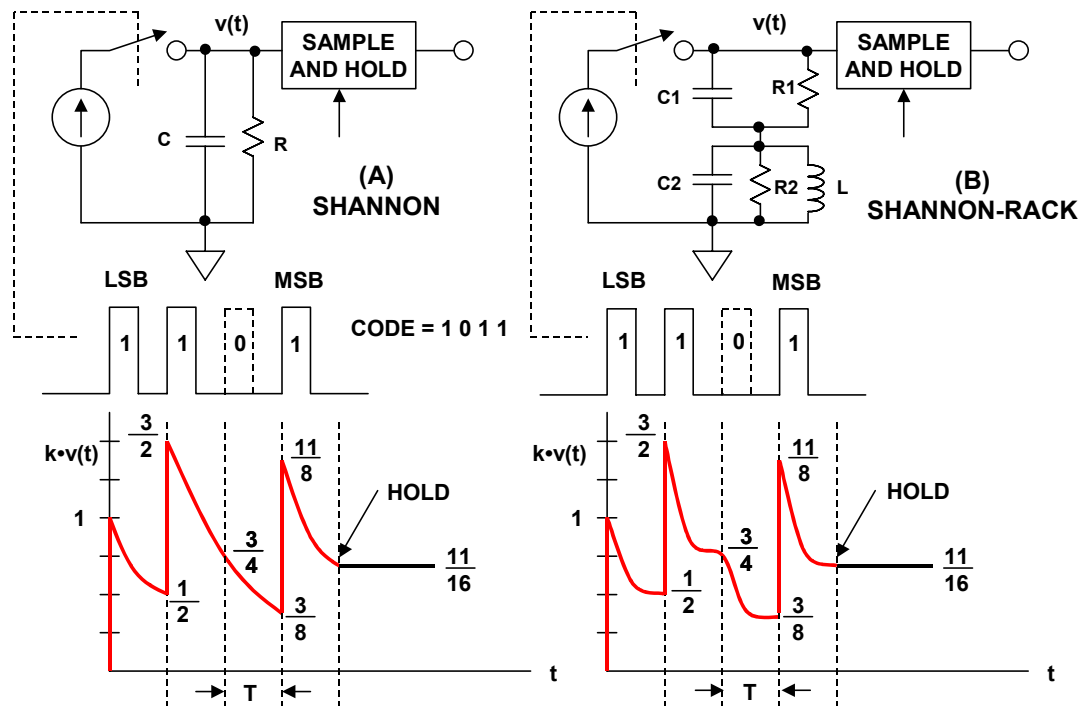 v(t)
SAMPLE
AND HOLD
C
R
(A)
SHANNON
LSB
MSB
1
1
0
1
CODE = 1 0 1 1
k•v(t)
3
2
1
1
2
3
4
11
8
3
8
HOLD
11
16
T
t
v(t)
SAMPLE
AND HOLD
C1
R1
C2
R2
L
(B)
SHANNON-RACK
LSB
MSB
1
1
0
1
k•v(t)
3
2
1
1
2
3
4
11
8
3
8
HOLD
11
16
T
t